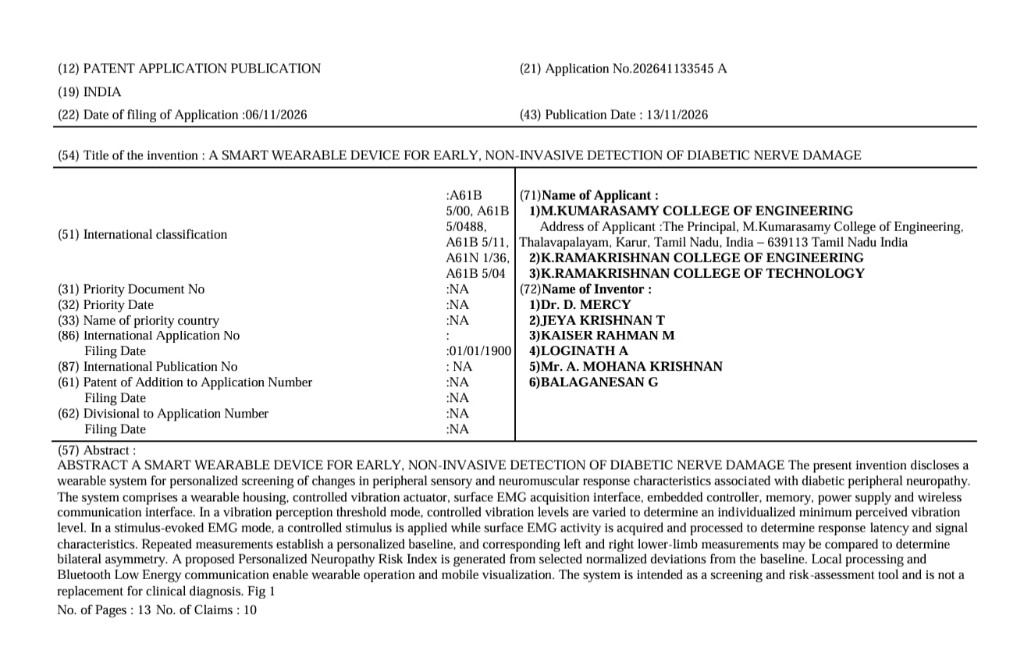 (12) PATENT APPLICATION PUBLICATION
(21) Application No.202641133545 A
(19) INDIA
(22) Date of filing of Application :06/11/2026
(43) Publication Date : 13/11/2026
(54) Title of the invention : A SMART WEARABLE DEVICE FOR EARLY, NON-INVASIVE DETECTION OF DIABETIC NERVE DAMAGE
(51) International classification
:A61B
5/00, A61B
5/0488,
A61B 5/11,
A61N 1/36,
A61B 5/04
(31) Priority Document No :NA
(32) Priority Date :NA
(33) Name of priority country :NA
(86) International Application No :
Filing Date :01/01/1900
(87) International Publication No : NA
(61) Patent of Addition to Application Number :NA
Filing Date :NA
(62) Divisional to Application Number :NA
Filing Date :NA
(71)Name of Applicant :
1)M.KUMARASAMY COLLEGE OF ENGINEERING
Address of Applicant :The Principal, M.Kumarasamy College of Engineering,
Thalavapalayam, Karur, Tamil Nadu, India – 639113 Tamil Nadu India
2)K.RAMAKRISHNAN COLLEGE OF ENGINEERING
3)K.RAMAKRISHNAN COLLEGE OF TECHNOLOGY
(72)Name of Inventor :
1)Dr. D. MERCY
2)JEYA KRISHNAN T
3)KAISER RAHMAN M
4)LOGINATH A
5)Mr. A. MOHANA KRISHNAN
6)BALAGANESAN G
(57) Abstract :
ABSTRACT A SMART WEARABLE DEVICE FOR EARLY, NON-INVASIVE DETECTION OF DIABETIC NERVE DAMAGE The present invention discloses a
wearable system for personalized screening of changes in peripheral sensory and neuromuscular response characteristics associated with diabetic peripheral neuropathy.
The system comprises a wearable housing, controlled vibration actuator, surface EMG acquisition interface, embedded controller, memory, power supply and wireless
communication interface. In a vibration perception threshold mode, controlled vibration levels are varied to determine an individualized minimum perceived vibration
level. In a stimulus-evoked EMG mode, a controlled stimulus is applied while surface EMG activity is acquired and processed to determine response latency and signal
characteristics. Repeated measurements establish a personalized baseline, and corresponding left and right lower-limb measurements may be compared to determine
bilateral asymmetry. A proposed Personalized Neuropathy Risk Index is generated from selected normalized deviations from the baseline. Local processing and
Bluetooth Low Energy communication enable wearable operation and mobile visualization. The system is intended as a screening and risk-assessment tool and is not a
replacement for clinical diagnosis. Fig 1
No. of Pages : 13 No. of Claims : 10